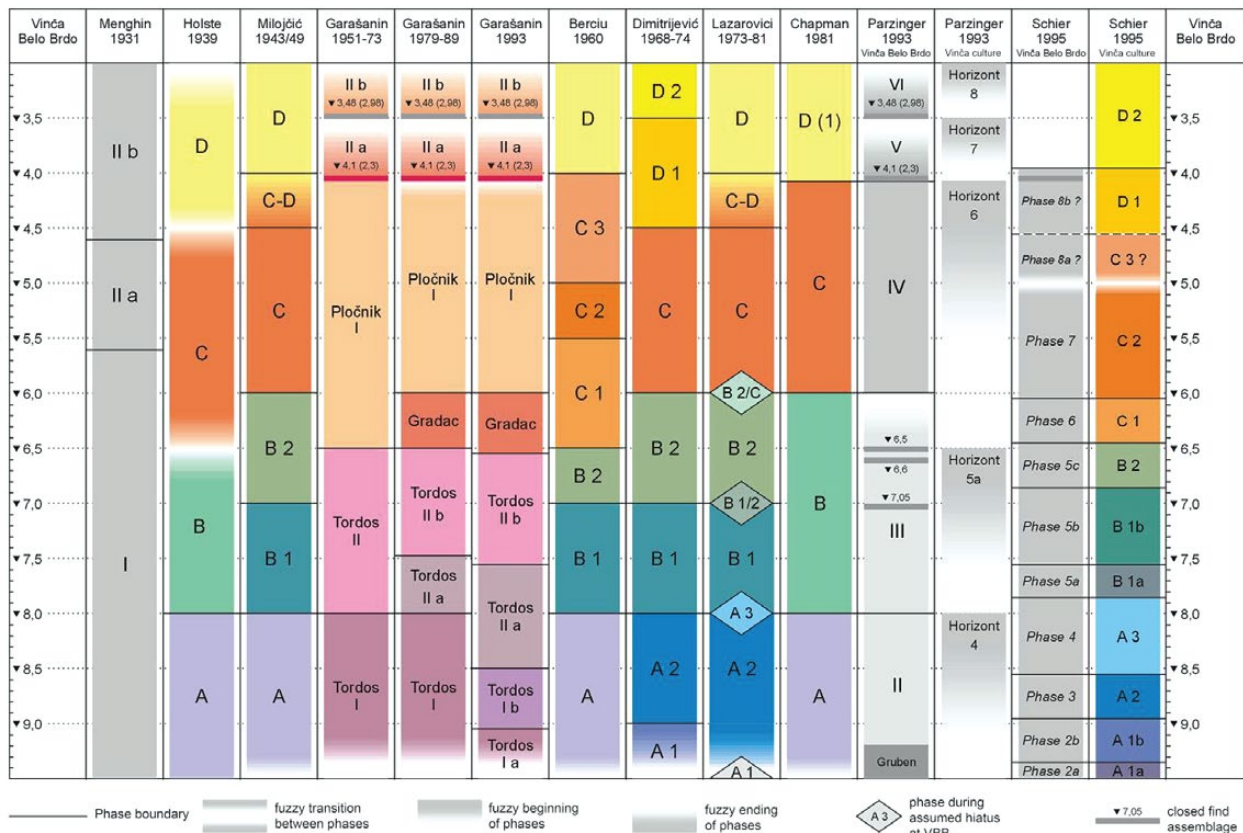 Vinča
Belo Brdo
Menghin
1931
Holste
1939
Milojčić
1943/49
Garašanin
1951-73
Garašanin
1979-89
Garašanin
1993
Berciu
1960
Dimitrijević
1968-74
Lazarovici
1973-81
Chapman
1981
Parzinger
1993
Vinča Belo Brdo
Parzinger
1993
Vinča culture
Schier
1995
Vinča Belo Brdo
Schier
1995
Vinča culture
Vinča
Belo Brdo
▼3,5
▼4,0
▼4,5
▼5,0
▼5,5
▼6,0
▼6,5
▼7,0
▼7,5
▼8,0
▼8,5
▼9,0
II b
II a
I
D
C
B
A
D
C-D
C
B 2
B 1
A
II b
▼3,48 (2,98)
II a
▼4,1 (2,3)
Pločnik
I
Tordos
II
Tordos
I
II b
▼3,48 (2,98)
II a
▼4,1 (2,3)
Pločnik
I
Gradac
Tordos
II b
Tordos
II a
Tordos
I
II b
▼3,48 (2,98)
II a
▼4,1 (2,3)
Pločnik
I
Gradac
Tordos
II b
Tordos
II a
Tordos
I b
Tordos
I a
D
C 3
C 2
C 1
B 2
B 1
A
D 2
D 1
C
B 2
B 1
A 2
A 1
D
C-D
C
B 2/C
B 2
B 1/2
B 1
A 3
A 2
A 1
D (1)
C
B
A
VI
▼3,48 (2,98)
V
▼4,1 (2,3)
IV
▼6,5
▼6,6
▼7,05
III
II
Gruben
Horizont
8
Horizont
7
Horizont
6
Horizont
5a
Horizont
4
Phase 8b ?
Phase 8a ?
Phase 7
Phase 6
Phase 5c
Phase 5b
Phase 5a
Phase 4
Phase 3
Phase 2b
Phase 2a
D 2
D 1
C 3 ?
C 2
C 1
B 2
B 1b
B 1a
A 3
A 2
A 1b
A 1a
▼3,5
▼4,0
▼4,5
▼5,0
▼5,5
▼6,0
▼6,5
▼7,0
▼7,5
▼8,0
▼8,5
▼9,0
Phase boundary
fuzzy transition
between phases
fuzzy beginning
of phases
fuzzy ending
of phases
A 3
phase during
assumed hiatus
at VBB
▼7,05
closed find
assemblage